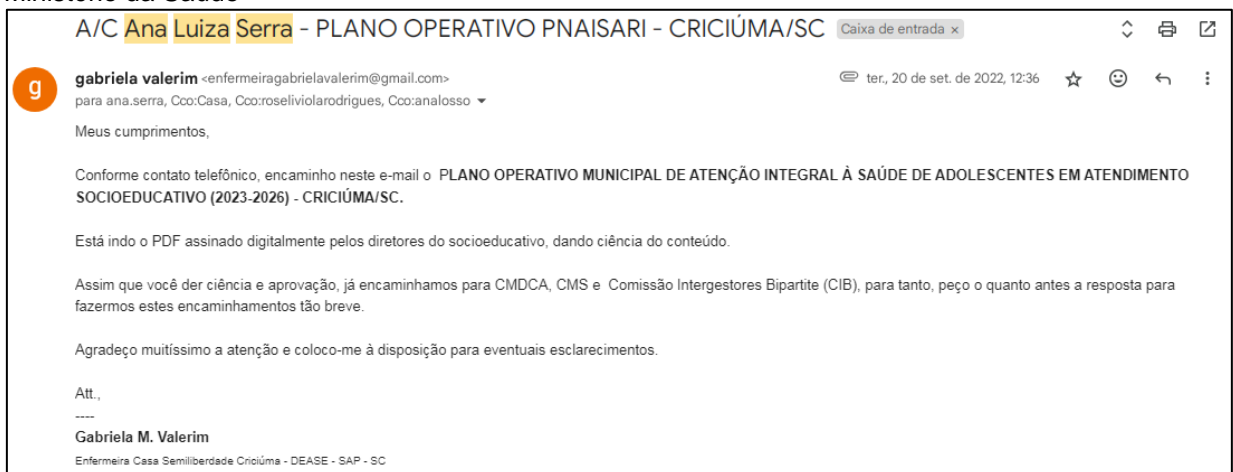 Ministério da Saúde
A/C Ana Luiza Serra - PLANO OPERATIVO PNAISARI - CRICIÚMA/SC Caixa de entrada x
g
gabriela valerim <enfermeiragabrielavalerim@gmail.com> ter., 20 de set. de 2022, 12:36
para ana.serra, Cco:Casa, Cco:roseliviolarodrigues, Cco:analosso
Meus cumprimentos,
Conforme contato telefônico, encaminho neste e-mail o PLANO OPERATIVO MUNICIPAL DE ATENÇÃO INTEGRAL À SAÚDE DE ADOLESCENTES EM ATENDIMENTO
SOCIOEDUCATIVO (2023-2026) - CRICIÚMA/SC.
Está indo o PDF assinado digitalmente pelos diretores do socioeducativo, dando ciência do conteúdo.
Assim que você der ciência e aprovação, já encaminhamos para CMDCA, CMS e Comissão Intergestores Bipartite (CIB), para tanto, peço o quanto antes a resposta para
fazermos estes encaminhamentos tão breve.
Agradeço muitíssimo a atenção e coloco-me à disposição para eventuais esclarecimentos.
Att.,
----
Gabriela M. Valerim
Enfermeira Casa Semiliberdade Criciúma - DEASE - SAP - SC